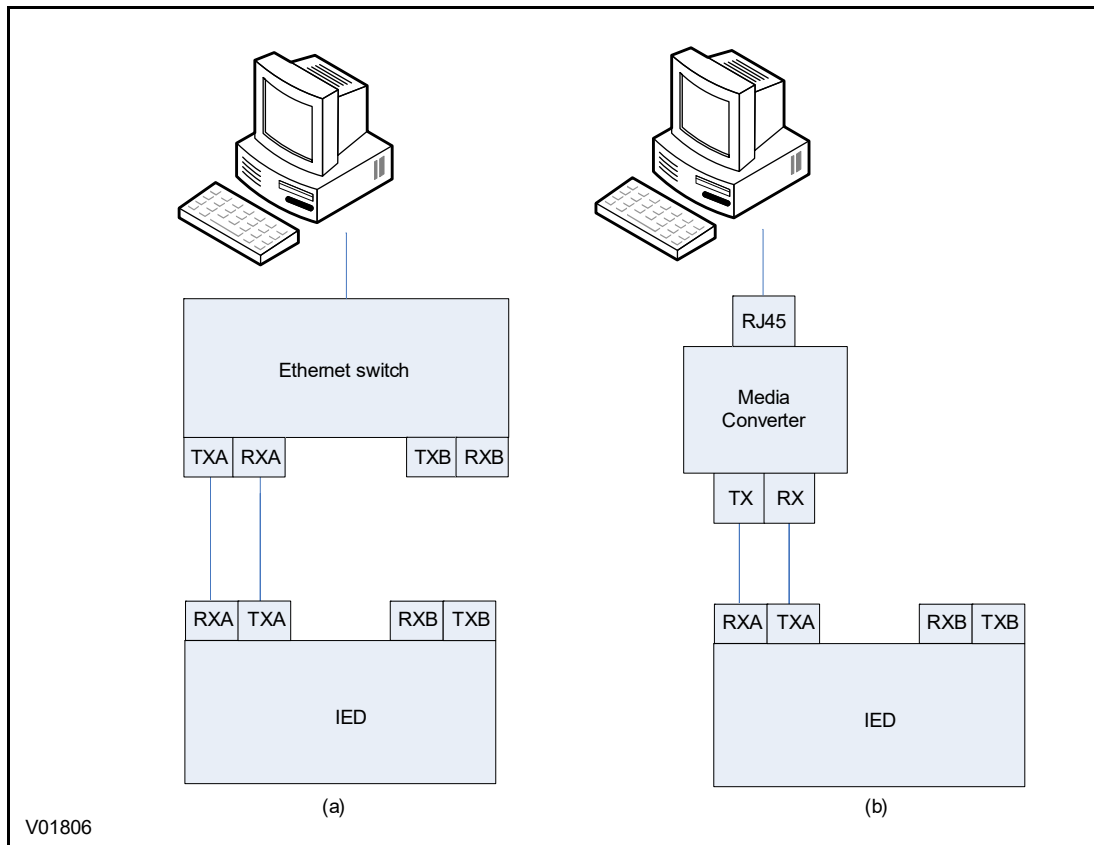 Ethernet switch
TXA RXA
TXB RXB
RXA TXA
RXB TXB
IED
(a)
RJ45
Media
Converter
TX RX
RXA TXA
RXB TXB
IED
(b)
V01806